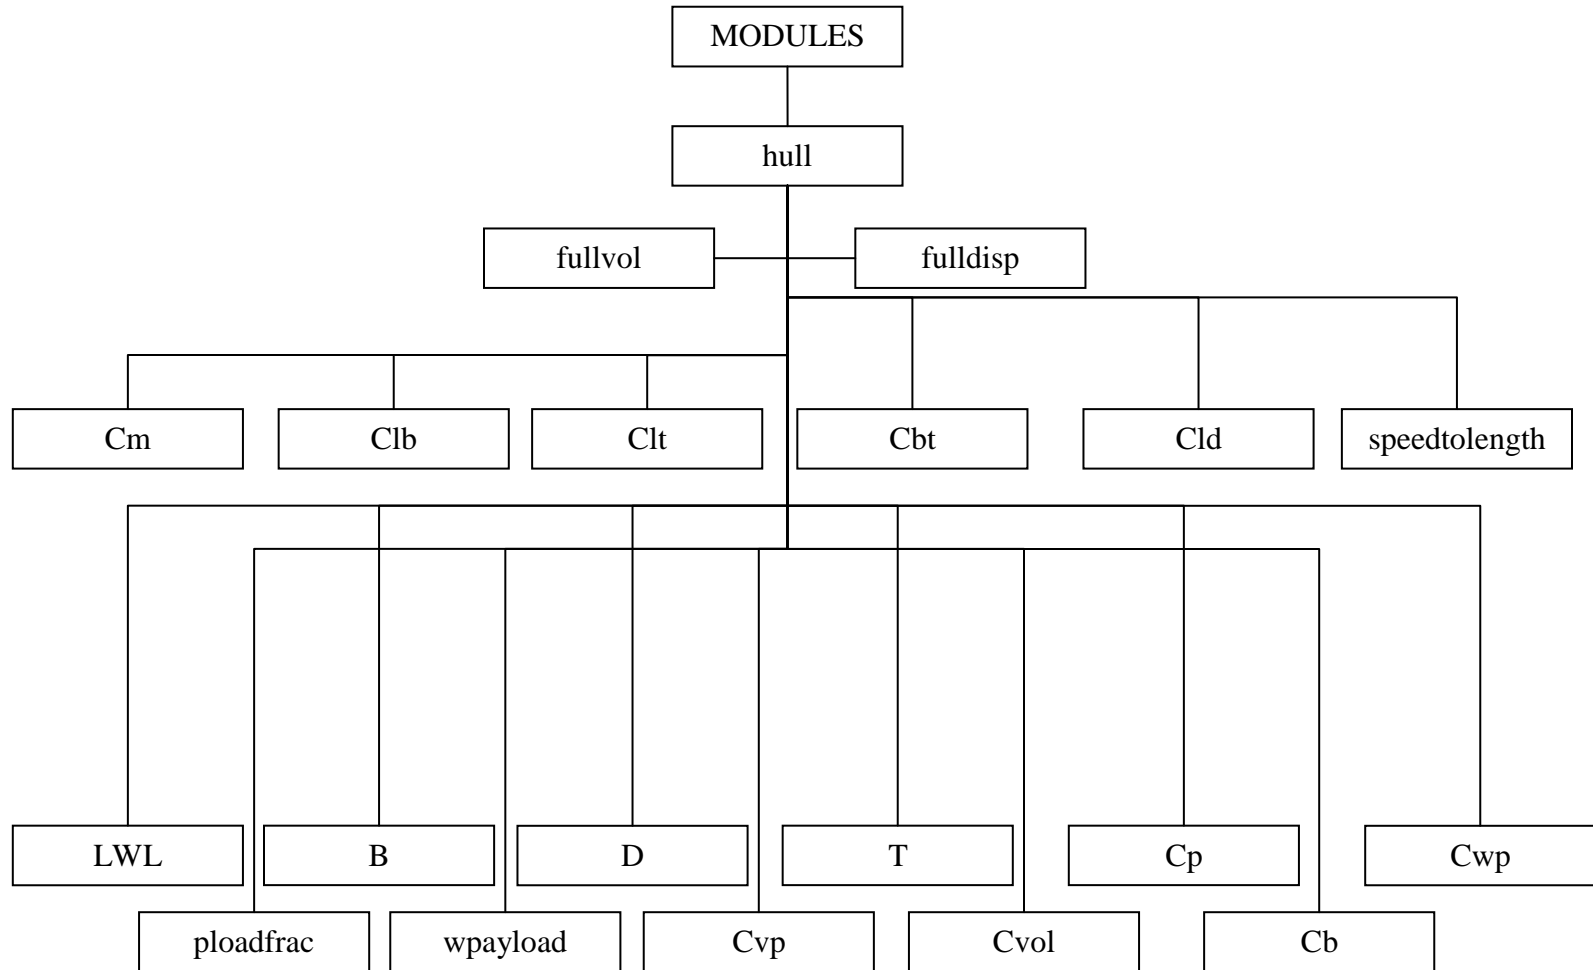 MODULES
hull
fullvol
fulldisp
Cm
Clb
Clt
Cbt
Cld
speedtolength
LWL
B
D
T
Cp
Cwp
ploadfrac
wpayload
Cvp
Cvol
Cb